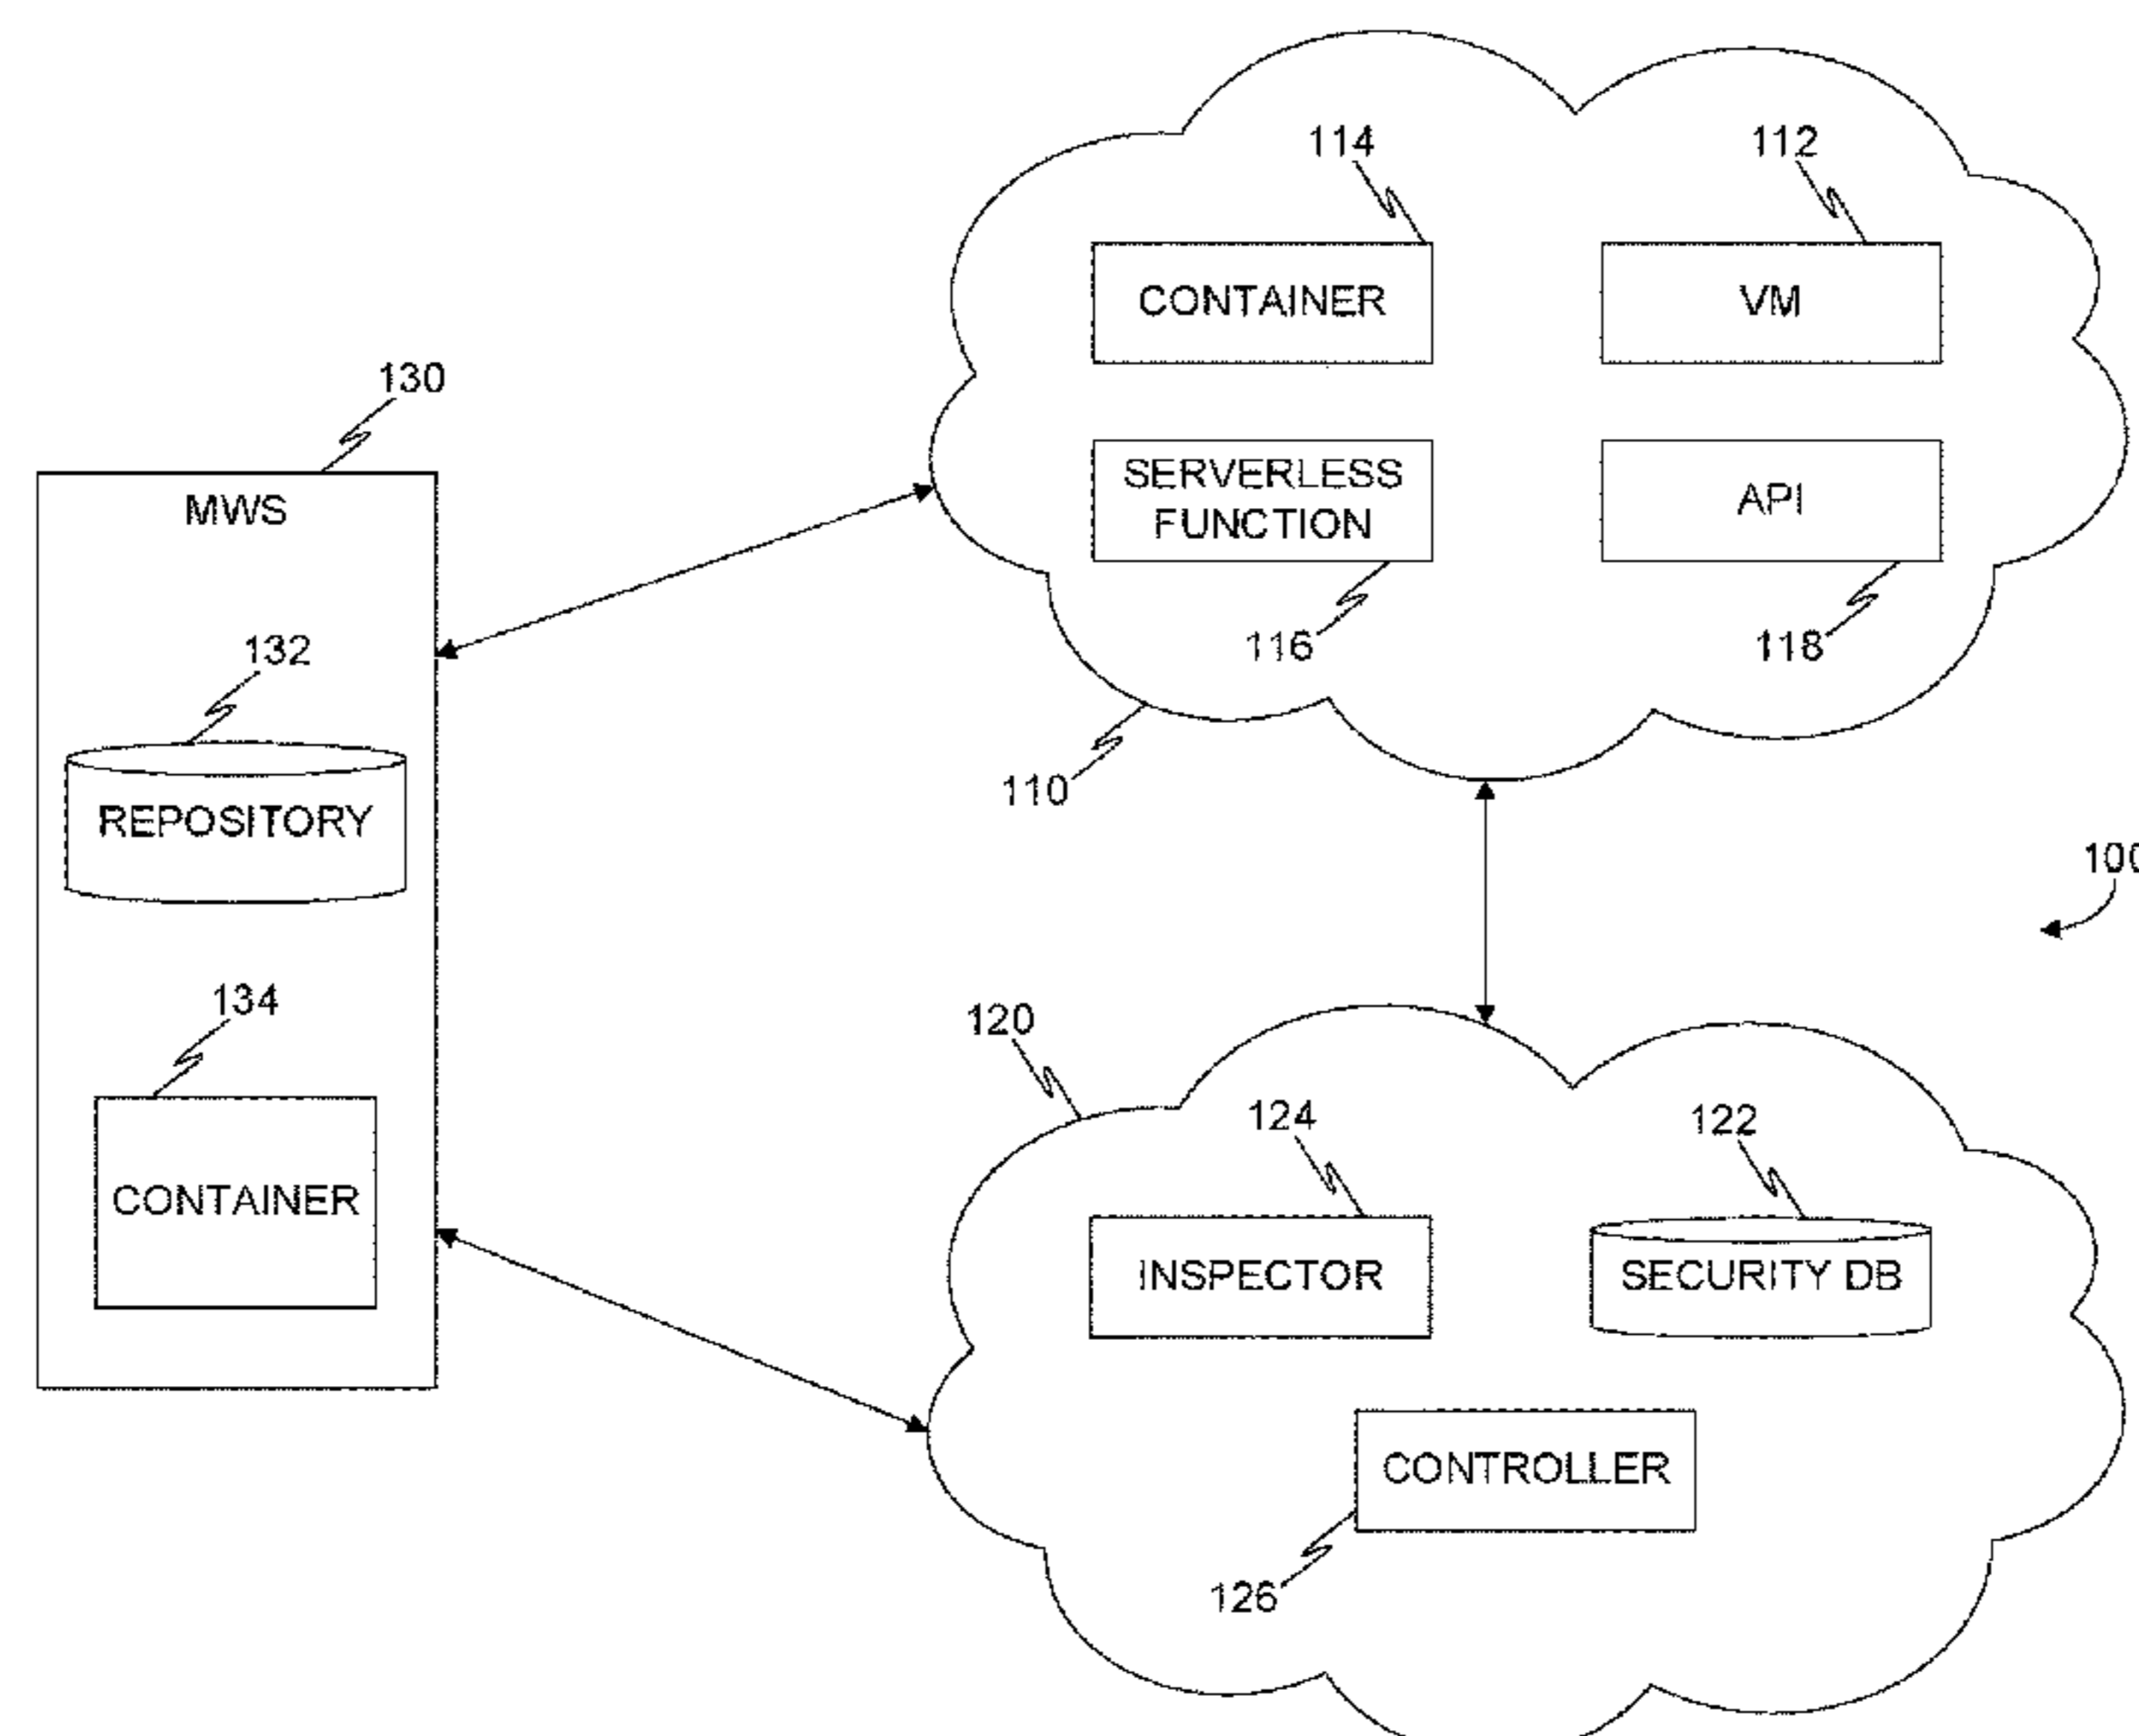 114
112
CONTAINER
VM
130
MWS
SERVERLESS
FUNCTION
API
132
116
118
110
REPOSITORY
100
134
120
124
122
CONTAINER
INSPECTOR
SECURITY DB
CONTROLLER
126